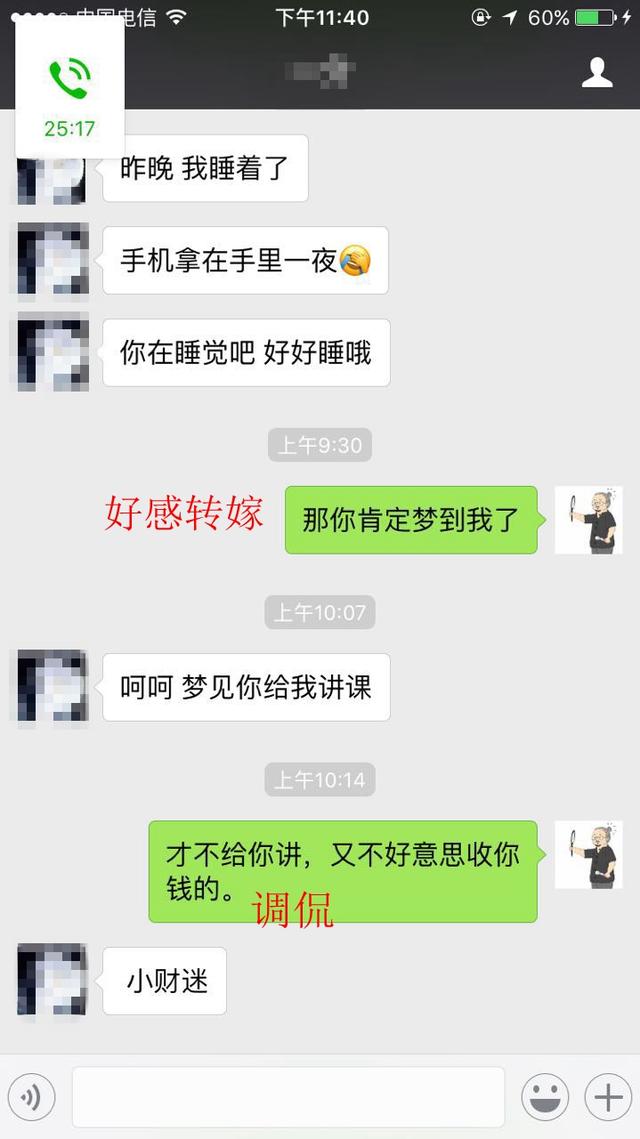 中国电信 下午11:40 60%
25:17
昨晚 我睡着了
手机拿在手里一夜
你在睡觉吧 好好睡哦
上午9:30
好感转嫁 那你肯定梦到我了
上午10:07
呵呵 梦见你给我讲课
上午10:14
才不给你讲，又不好意思收你
钱的。
调侃
小财迷